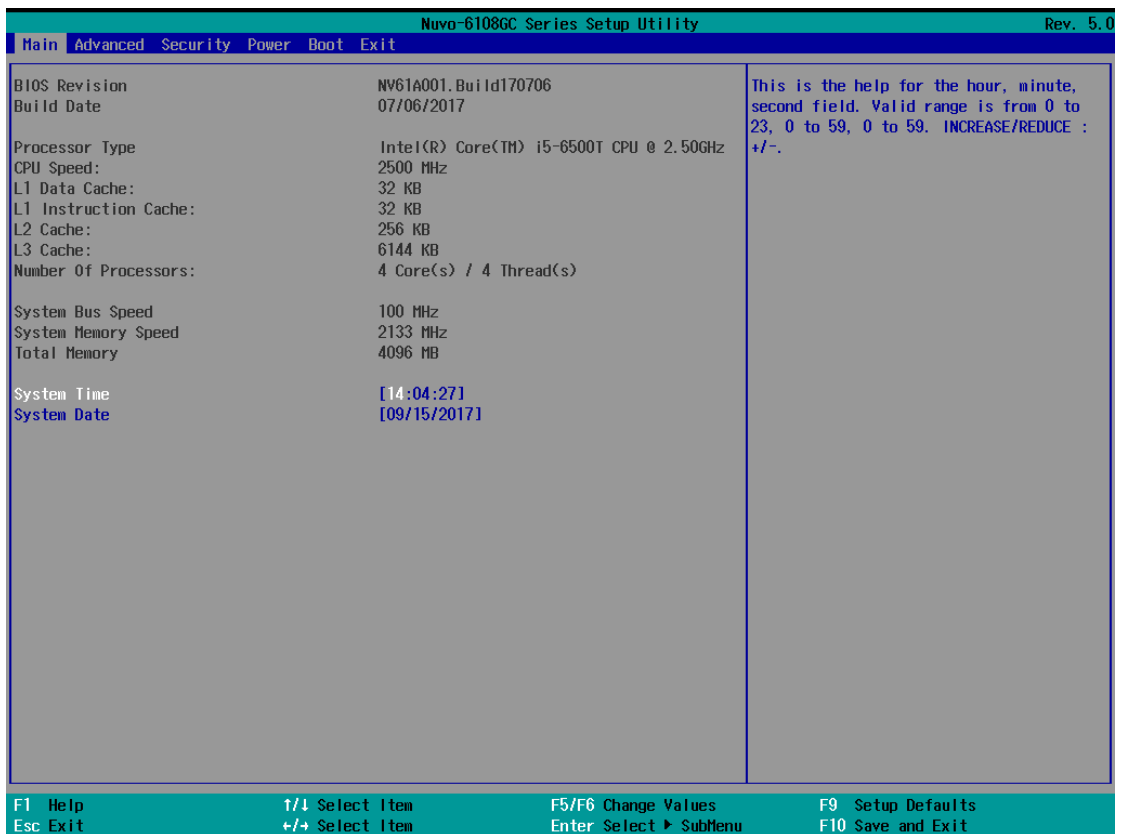 Nuvo-6108GC Series Setup Utility Rev. 5.0
Main Advanced Security Power Boot Exit
BIOS Revision NV61A001.Build170706
Build Date 07/06/2017
Processor Type Intel(R) Core(TM) i5-6500T CPU @ 2.50GHz
CPU Speed: 2500 MHz
L1 Data Cache: 32 KB
L1 Instruction Cache: 32 KB
L2 Cache: 256 KB
L3 Cache: 6144 KB
Number Of Processors: 4 Core(s) / 4 Thread(s)
System Bus Speed 100 MHz
System Memory Speed 2133 MHz
Total Memory 4096 MB
System Time [14:04:27]
System Date [09/15/2017]
This is the help for the hour, minute,
second field. Valid range is from 0 to
23, 0 to 59, 0 to 59. INCREASE/REDUCE :
+/-.
F1 Help ↑/↓ Select Item F5/F6 Change Values F9 Setup Defaults
Esc Exit ←/→ Select Item Enter Select ▶ SubMenu F10 Save and Exit